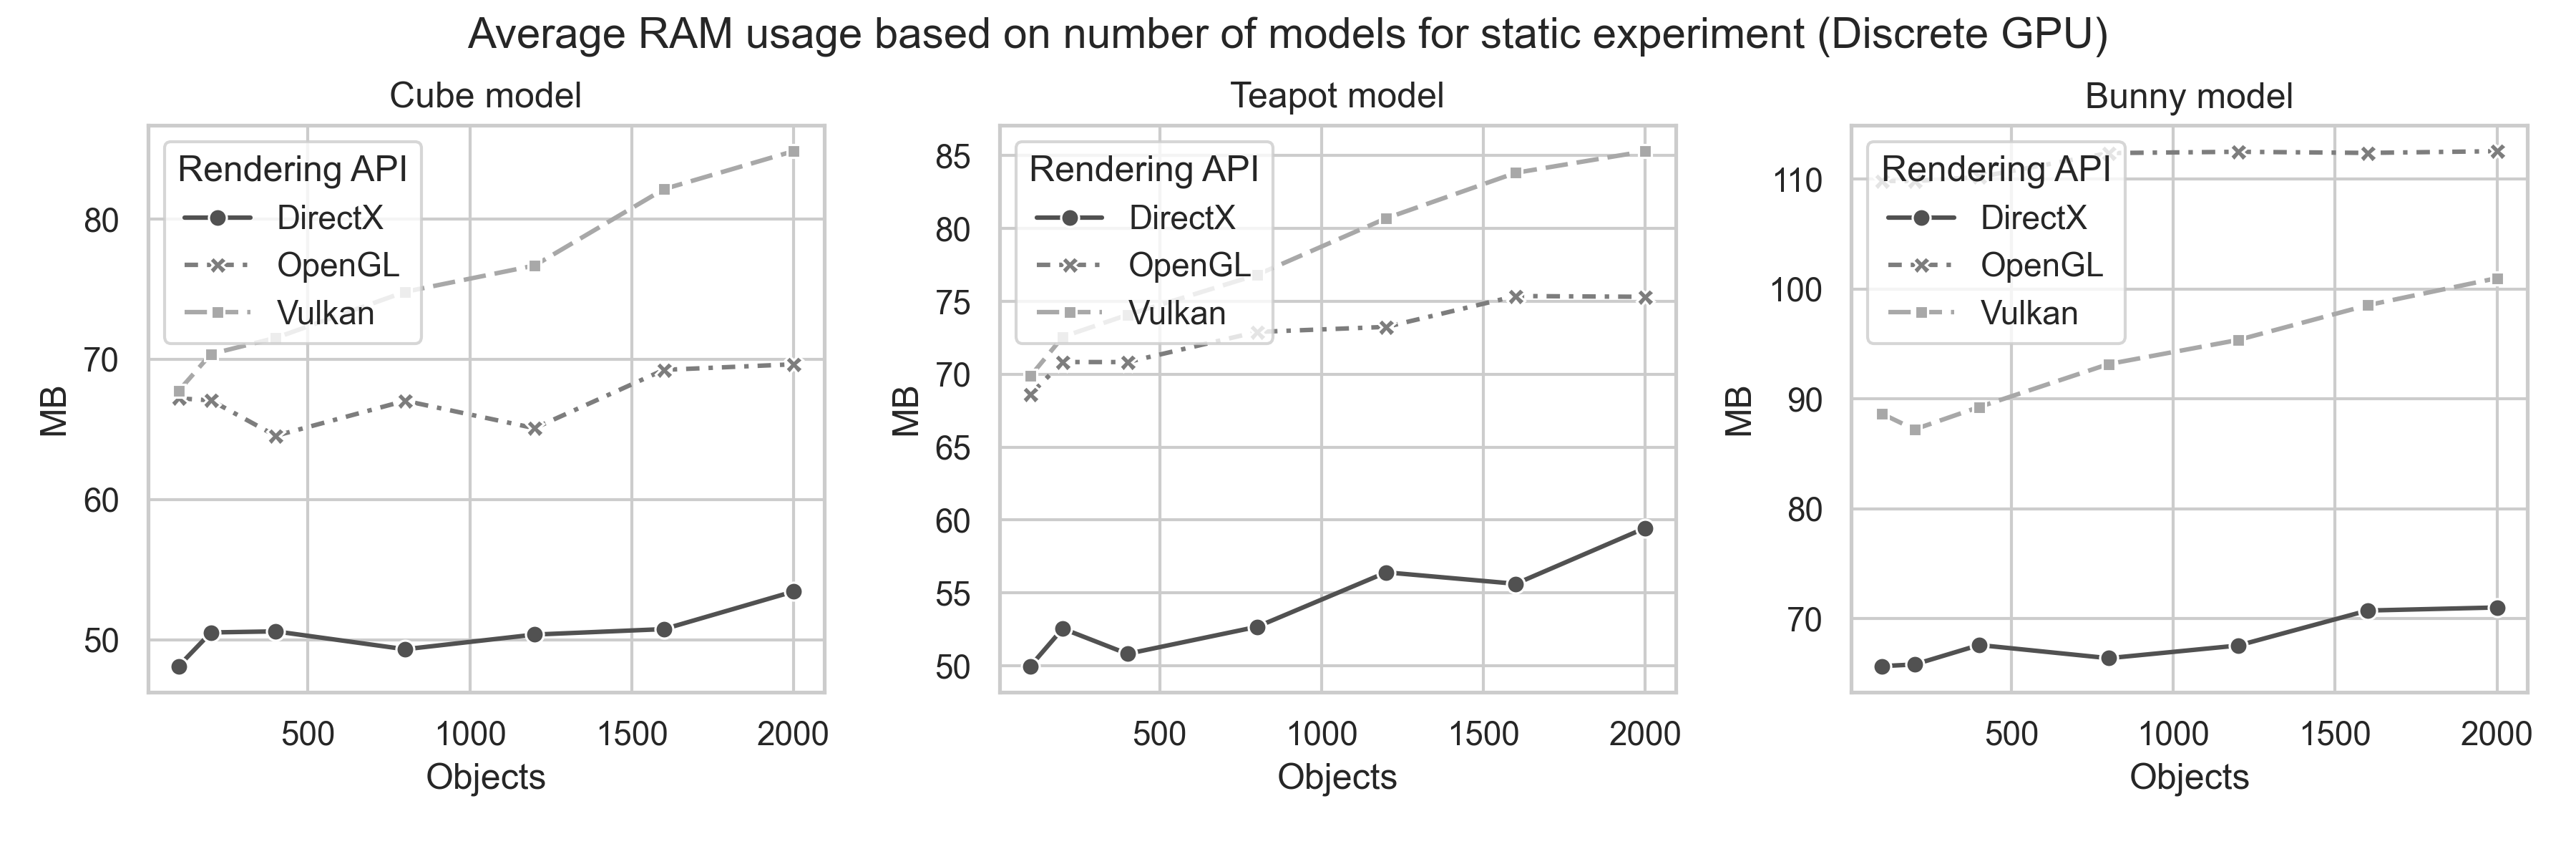 Average RAM usage based on number of models for static experiment (Discrete GPU)
Cube model
Rendering API
DirectX
OpenGL
Vulkan
80
70
60
50
MB
500 1000 1500 2000
Objects
Teapot model
Rendering API
DirectX
OpenGL
Vulkan
85
80
75
70
65
60
55
50
MB
500 1000 1500 2000
Objects
Bunny model
Rendering API
DirectX
OpenGL
Vulkan
110
100
90
80
70
MB
500 1000 1500 2000
Objects